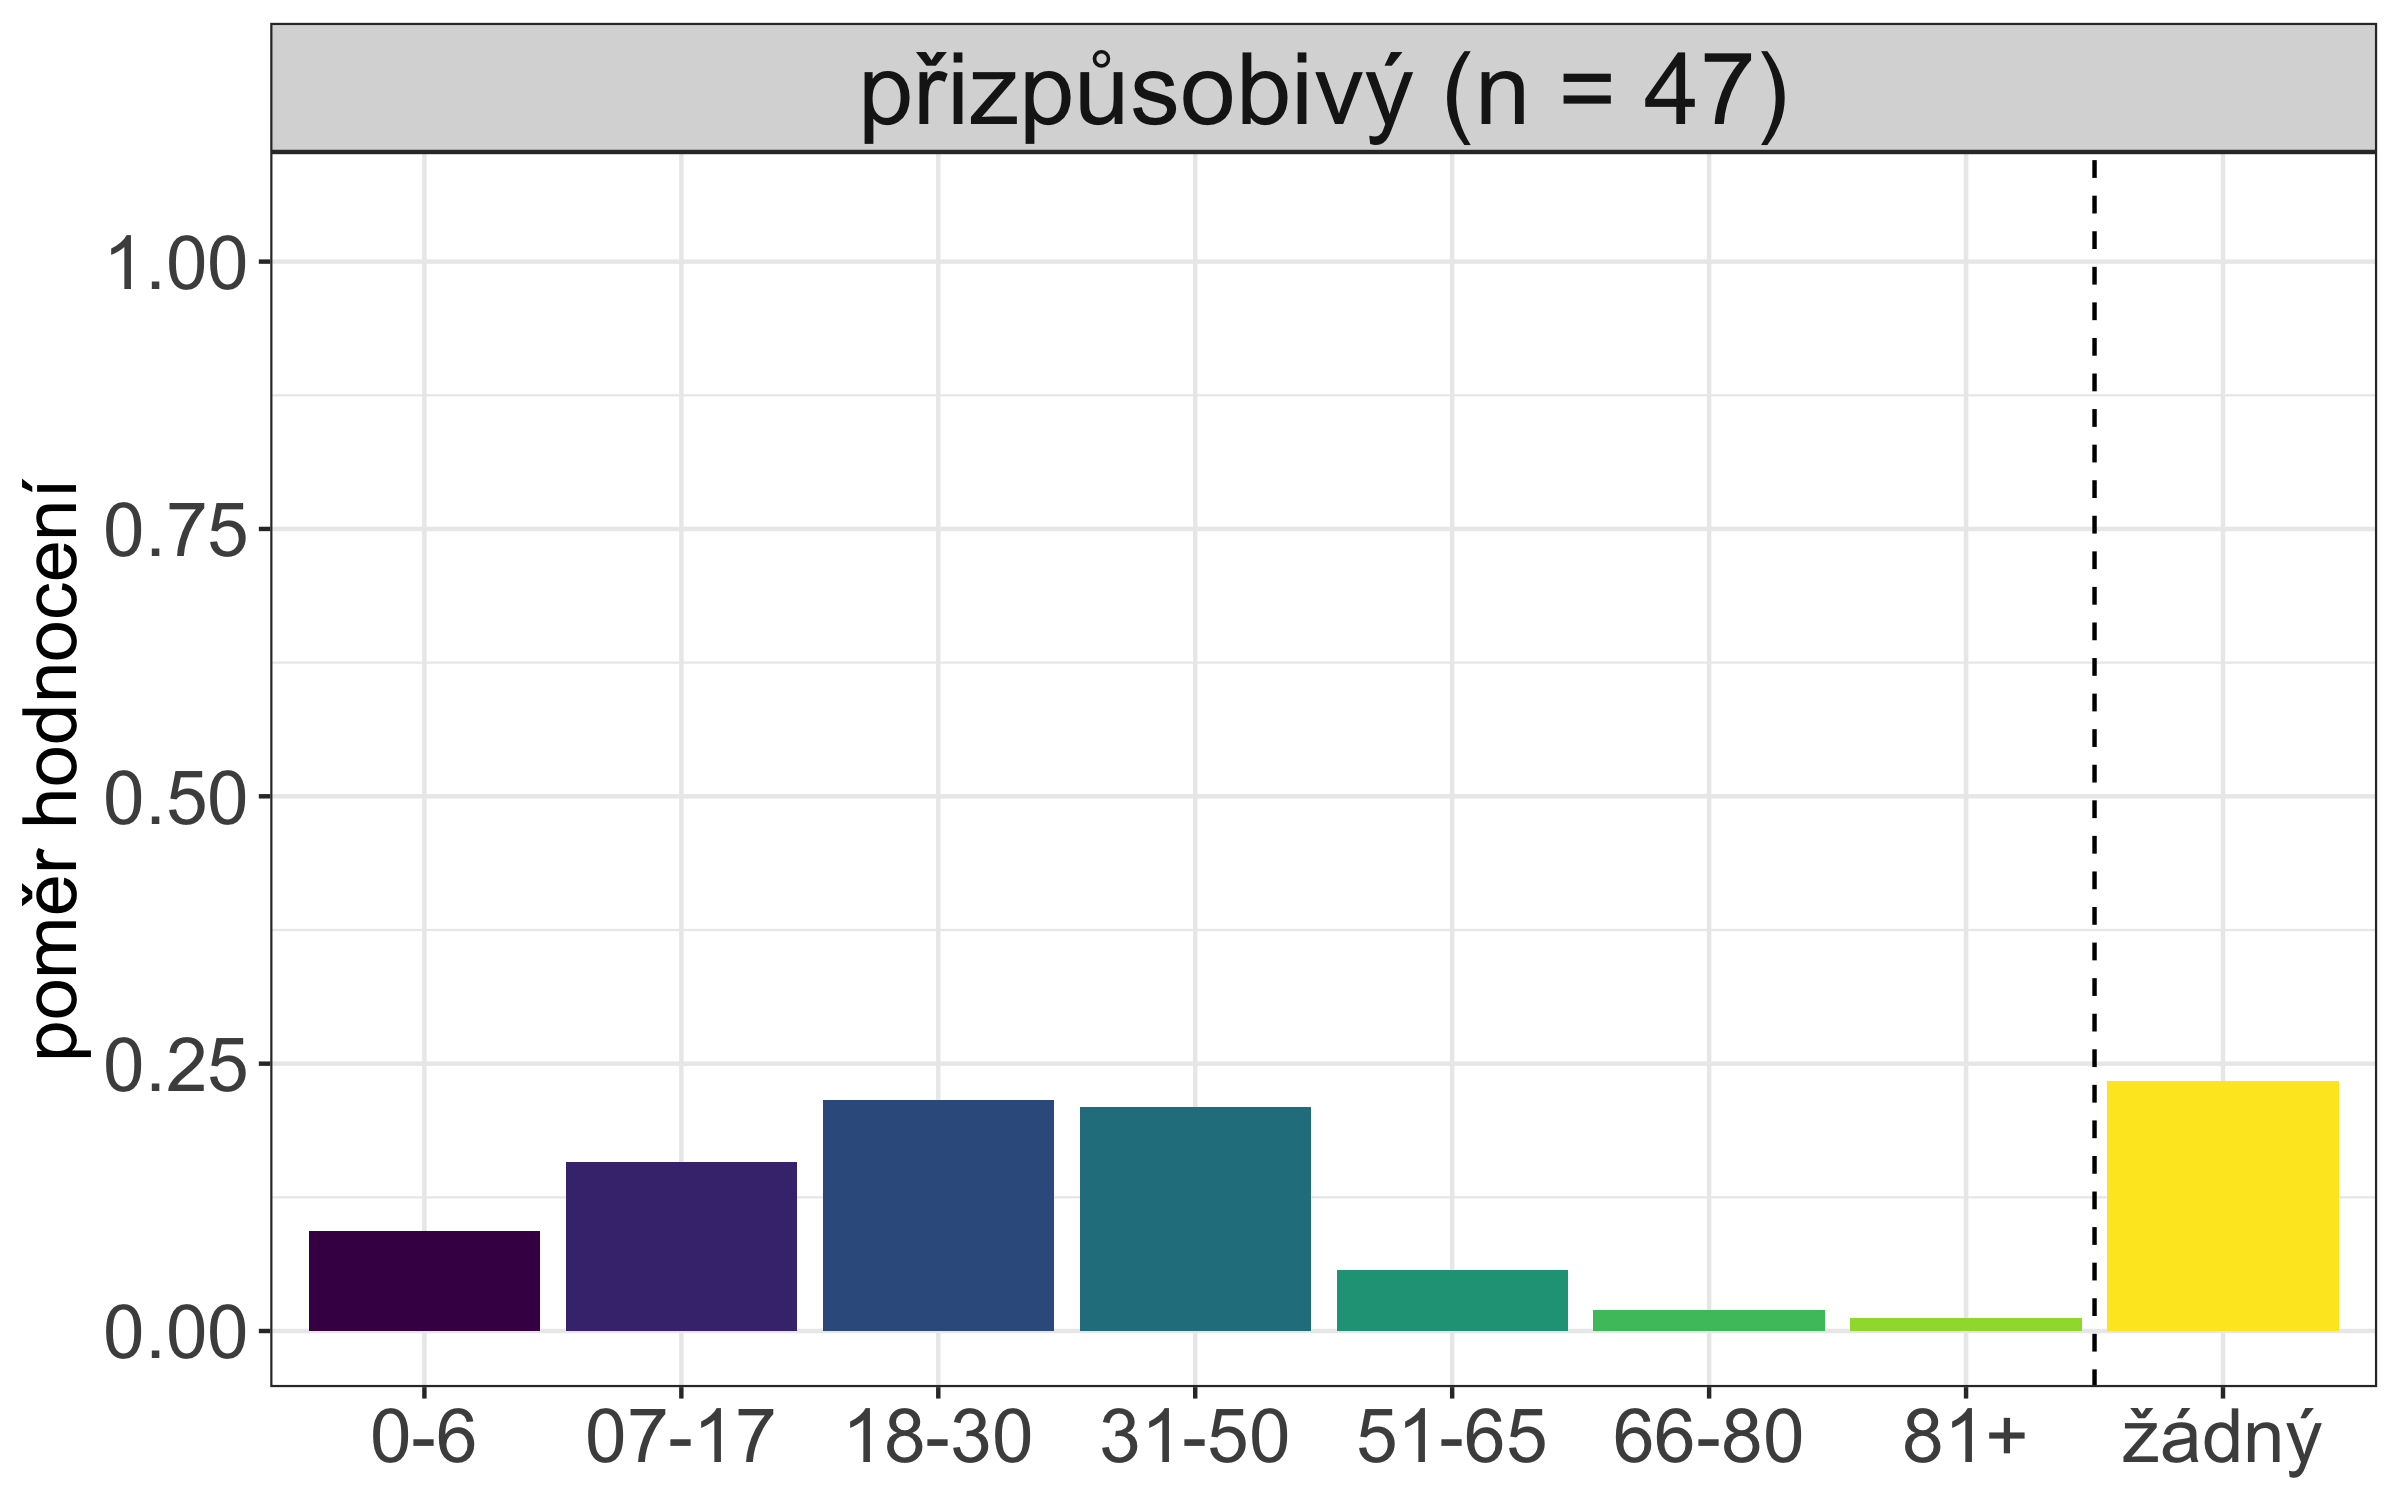 přizpůsobivý (n = 47)
poměr hodnocení
1.00
0.75
0.50
0.25
0.00
0-6 07-17 18-30 31-50 51-65 66-80 81+ žádný